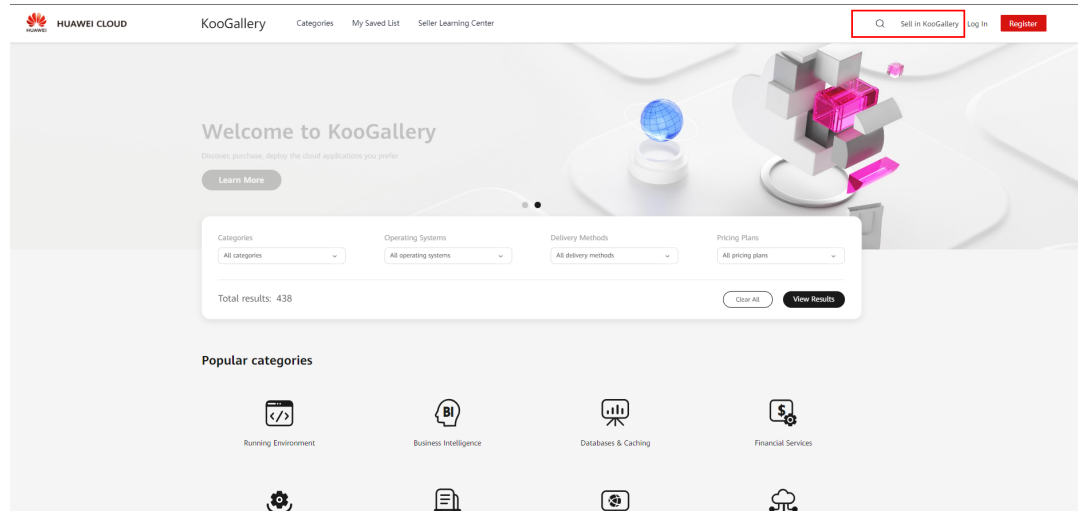 HUAWEI
HUAWEI CLOUD
KooGallery
Categories
My Saved List
Seller Learning Center
Sell in KooGallery
Log In
Register
Welcome to KooGallery
Discover, purchase, deploy the cloud applications you prefer
Learn More
Categories
Operating Systems
Delivery Methods
Pricing Plans
All categories
All operating systems
All delivery methods
All pricing plans
Total results: 438
Clear All
View Results
Popular categories
BI
$
Running Environment
Business Intelligence
Databases & Caching
Financial Services